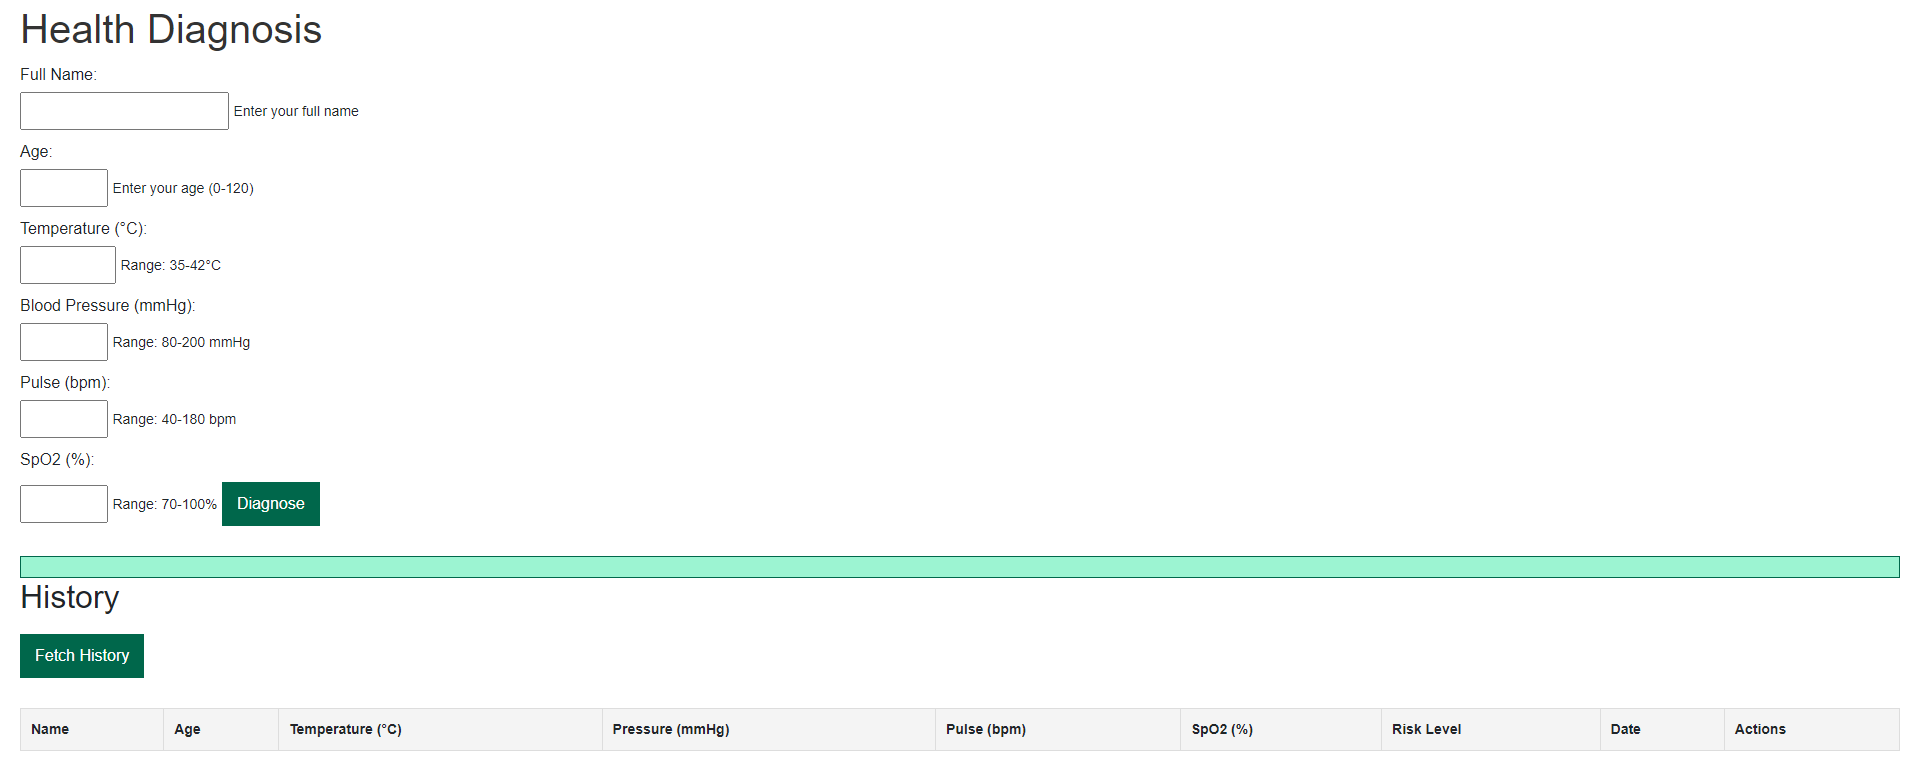 Health Diagnosis
Full Name:
Enter your full name
Age:
Enter your age (0-120)
Temperature (°C):
Range: 35-42°C
Blood Pressure (mmHg):
Range: 80-200 mmHg
Pulse (bpm):
Range: 40-180 bpm
SpO2 (%):
Range: 70-100% Diagnose
History
Fetch History
Name Age Temperature (°C) Pressure (mmHg) Pulse (bpm) SpO2 (%) Risk Level Date Actions